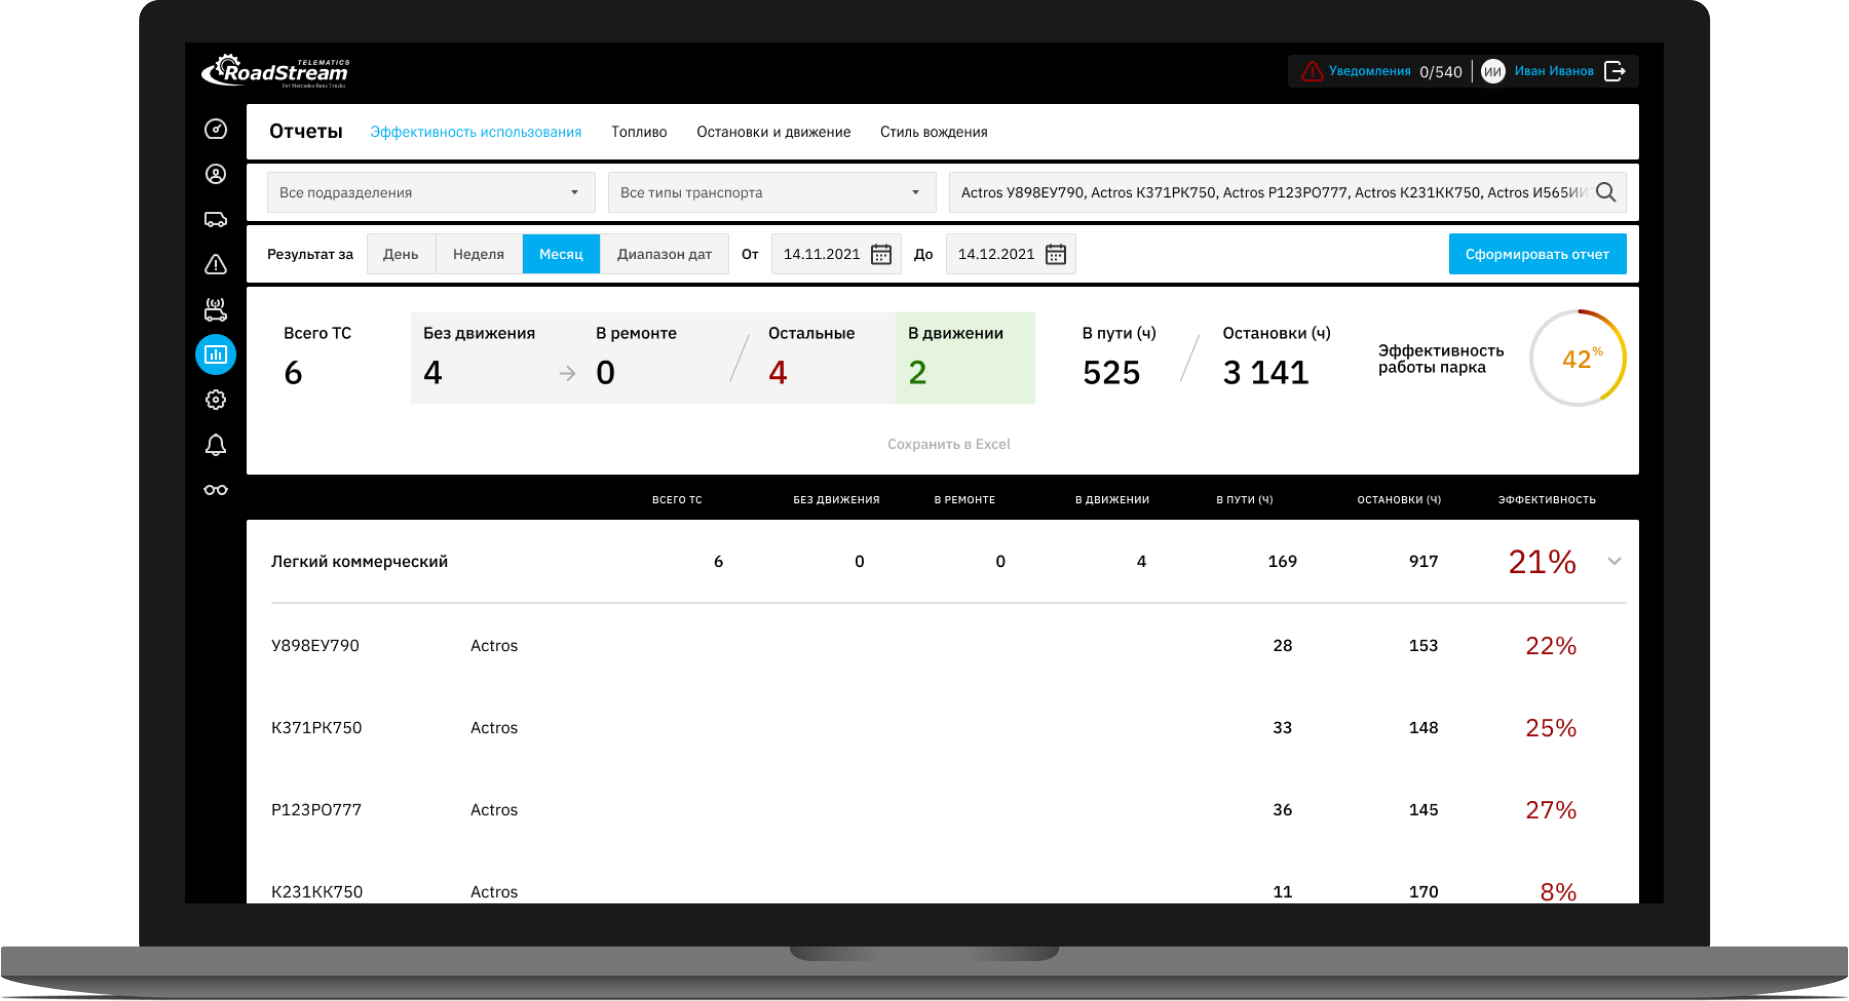 TELEMATICS
RoadStream
For Mercedes-Benz Trucks
Уведомления 0/540 ИИ Иван Иванов
Отчеты Эффективность использования Топливо Остановки и движение Стиль вождения
Все подразделения Все типы транспорта Actros У898ЕУ790, Actros К371РК750, Actros Р123РО777, Actros К231КК750, Actros И565ИИ
Результат за День Неделя Месяц Диапазон дат От 14.11.2021 До 14.12.2021 Сформировать отчет
Всего ТС Без движения В ремонте Остальные В движении В пути (ч) Остановки (ч) Эффективность работы парка
6 4 0 4 2 525 3 141 42%
Сохранить в Excel
ВСЕГО ТС БЕЗ ДВИЖЕНИЯ В РЕМОНТЕ В ДВИЖЕНИИ В ПУТИ (Ч) ОСТАНОВКИ (Ч) ЭФФЕКТИВНОСТЬ
Легкий коммерческий 6 0 0 4 169 917 21%
У898ЕУ790 Actros 28 153 22%
К371РК750 Actros 33 148 25%
Р123РО777 Actros 36 145 27%
К231КК750 Actros 11 170 8%